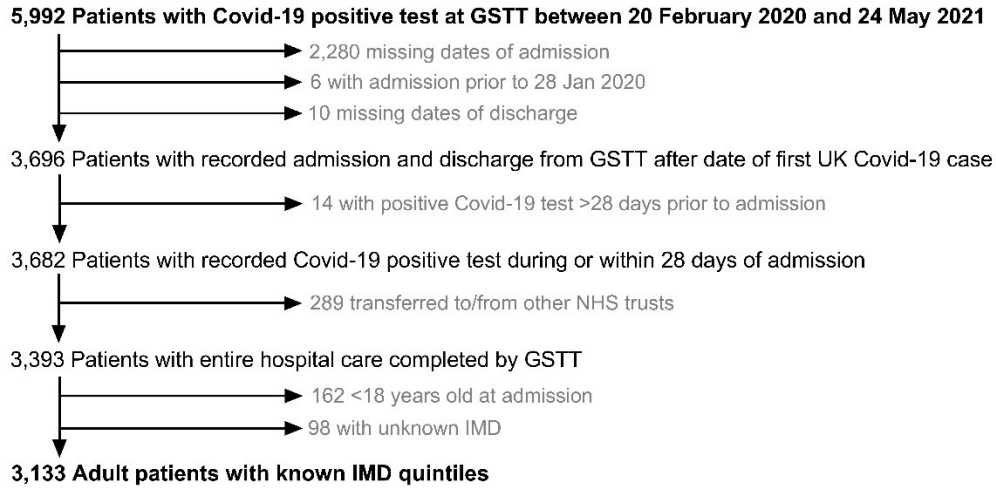 5,992 Patients with Covid-19 positive test at GSTT between 20 February 2020 and 24 May 2021
2,280 missing dates of admission
6 with admission prior to 28 Jan 2020
10 missing dates of discharge
3,696 Patients with recorded admission and discharge from GSTT after date of first UK Covid-19 case
14 with positive Covid-19 test >28 days prior to admission
3,682 Patients with recorded Covid-19 positive test during or within 28 days of admission
289 transferred to/from other NHS trusts
3,393 Patients with entire hospital care completed by GSTT
162 <18 years old at admission
98 with unknown IMD
3,133 Adult patients with known IMD quintiles